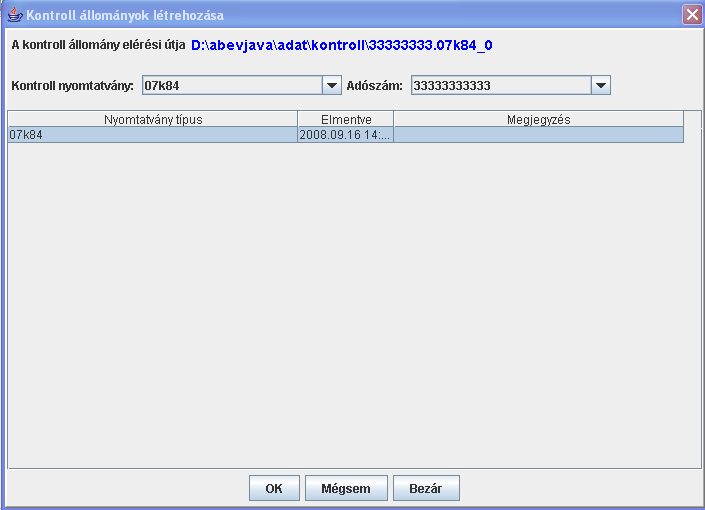 Kontroll állományok létrehozása
A kontroll állomány elérési útja D:\abevjava\adat\kontroll\33333333.07k84_0
Kontroll nyomtatvány: 07k84 Adószám: 33333333333
Nyomtatvány típus Elmentve Megjegyzés
07k84 2008.09.16 14:...
OK Mégsem Bezár